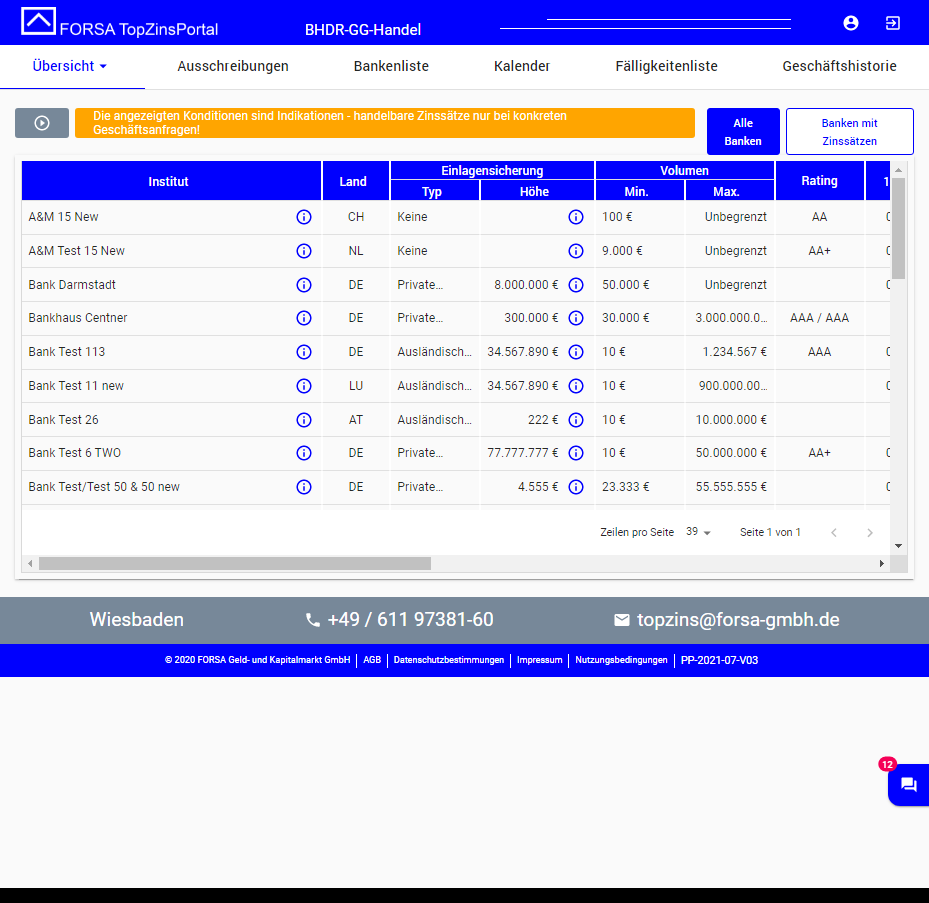 FORSA TopZinsPortal
BHDR-GG-Handel
Übersicht
Ausschreibungen
Bankenliste
Kalender
Fälligkeitenliste
Geschäftshistorie
Die angezeigten Konditionen sind Indikationen - handelbare Zinssätze nur bei konkreten
Geschäftsanfragen!
Alle
Banken
Banken mit
Zinssätzen
Institut Land Einlagensicherung Volumen Rating 1
Typ Höhe Min. Max.
A&M 15 New CH Keine 100 € Unbegrenzt AA
A&M Test 15 New NL Keine 9.000 € Unbegrenzt AA+
Bank Darmstadt DE Private... 8.000.000 € 50.000 € Unbegrenzt
Bankhaus Centner DE Private... 300.000 € 30.000 € 3.000.000.0... AAA / AAA
Bank Test 113 DE Ausländisch... 34.567.890 € 10 € 1.234.567 € AAA
Bank Test 11 new LU Ausländisch... 34.567.890 € 10 € 900.000.00...
Bank Test 26 AT Ausländisch... 222 € 10 € 10.000.000 €
Bank Test 6 TWO DE Private... 77.777.777 € 10 € 50.000.000 € AA+
Bank Test/Test 50 & 50 new DE Private... 4.555 € 23.333 € 55.555.555 €
Zeilen pro Seite 39 Seite 1 von 1
Wiesbaden
+49 / 611 97381-60
topzins@forsa-gmbh.de
© 2020 FORSA Geld- und Kapitalmarkt GmbH | AGB | Datenschutzbestimmungen | Impressum | Nutzungsbedingungen | PP-2021-07-V03
12